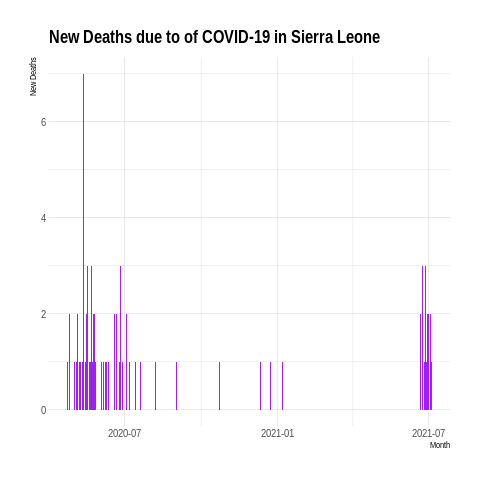 New Deaths due to of COVID-19 in Sierra Leone
New Deaths
6
4
2
0
2020-07
2021-01
2021-07
Month